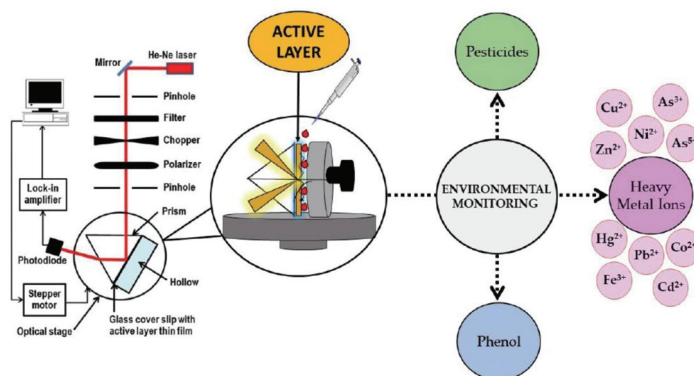 He-Ne laser
Mirror
Pinhole
Filter
Chopper
Polarizer
Pinhole
Lock-in
amplifier
Prism
Photodiode
Hollow
Stepper
motor
Optical stage
Glass cover slip with
active layer thin film
ACTIVE
LAYER
Pesticides
ENVIRONMENTAL
MONITORING
Phenol
Cu²⁺
As³⁺
Zn²⁺
Ni²⁺
As⁵⁺
Heavy
Metal Ions
Hg²⁺
Pb²⁺
Co²⁺
Fe³⁺
Cd²⁺